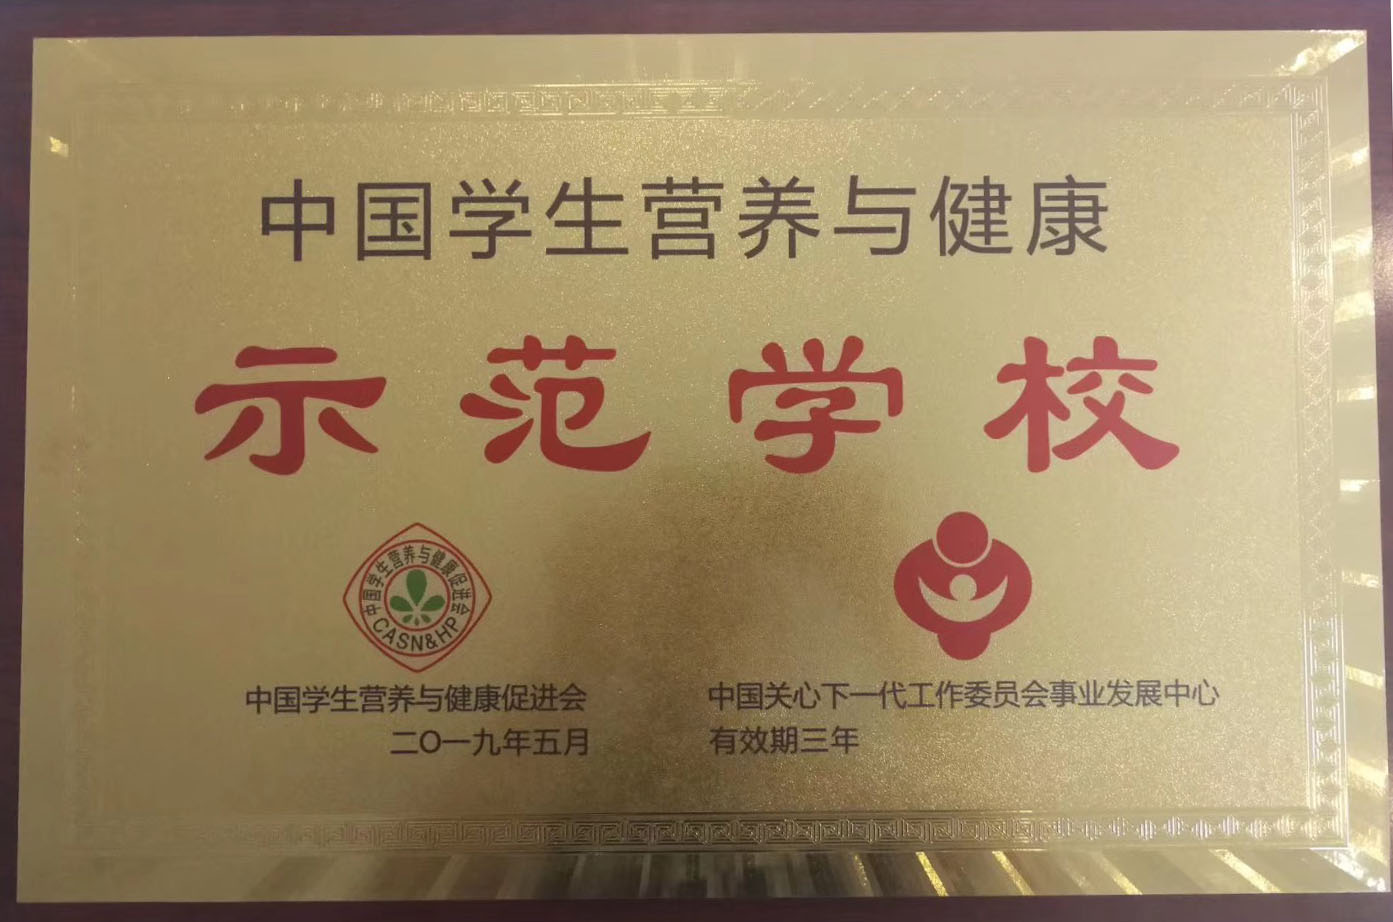 中国学生营养与健康
示范学校
中国学生营养与健康促进会
CASN&HP
中国学生营养与健康促进会
二〇一九年五月
中国关心下一代工作委员会事业发展中心
有效期三年